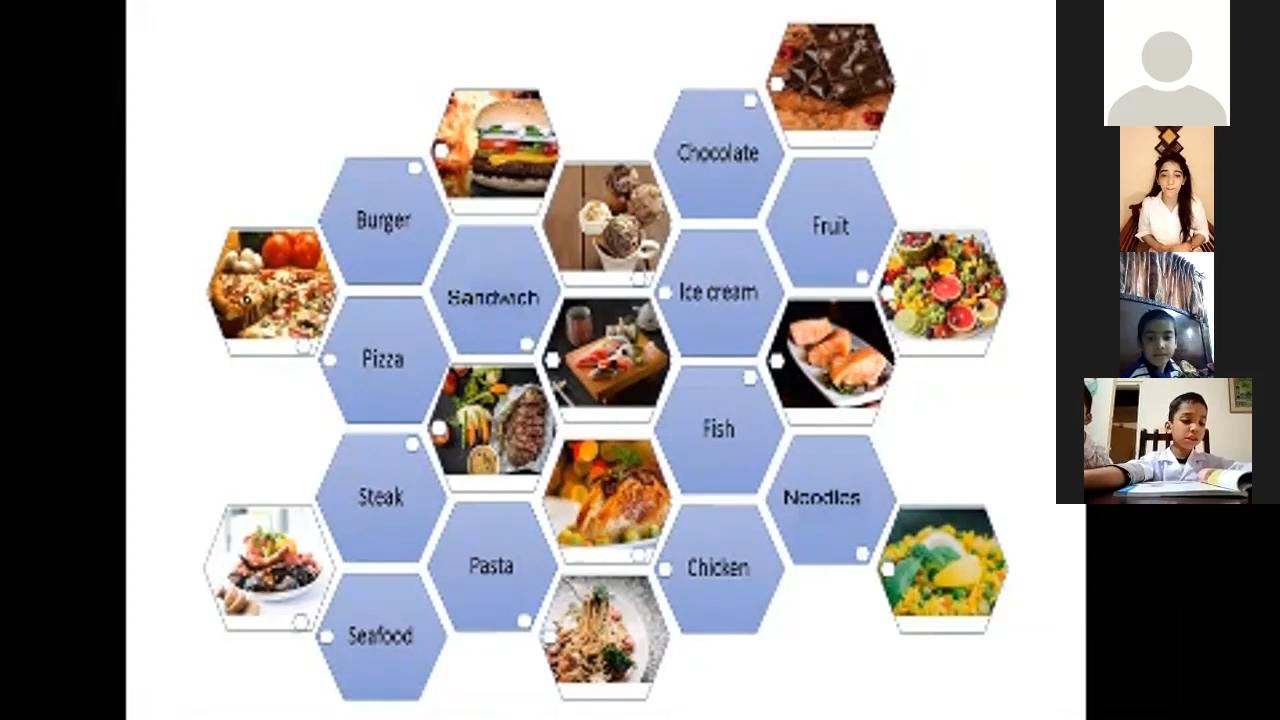 Chocolate
Burger
Fruit
Sandwich
Ice cream
Pizza
Fish
Steak
Noodles
Pasta
Chicken
Seafood